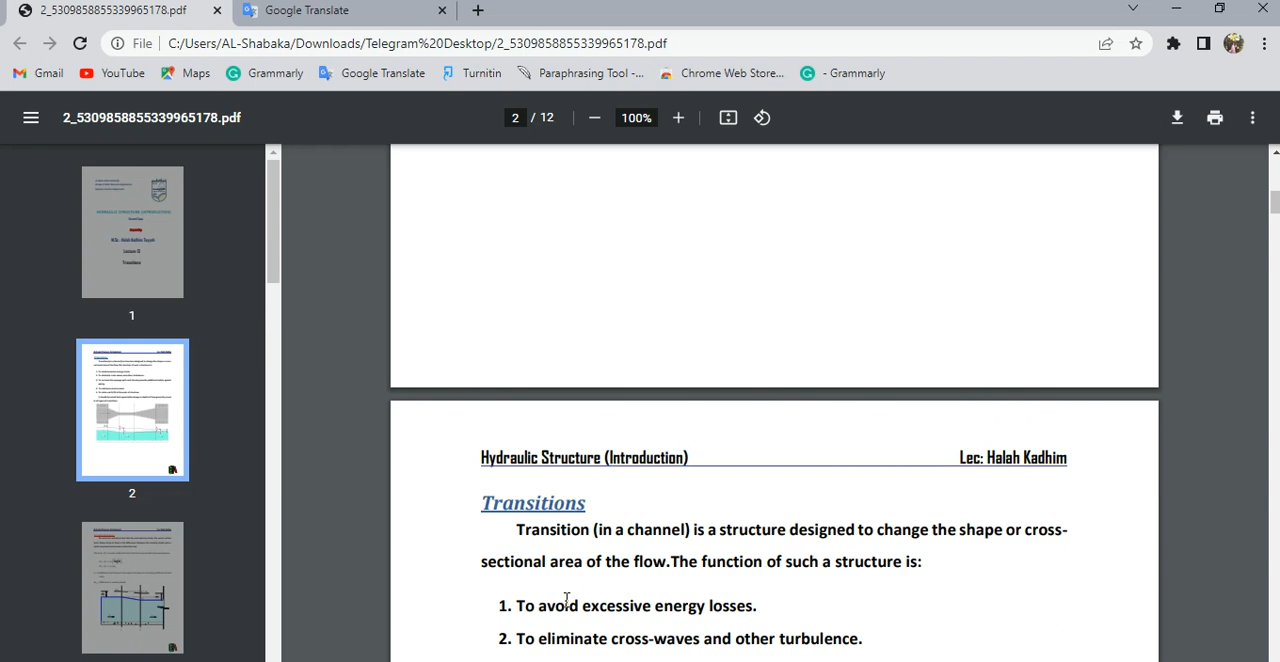 2_5309858855339965178.pdf
Google Translate
File
C:/Users/AL-Shabaka/Downloads/Telegram%20Desktop/2_5309858855339965178.pdf
Gmail
YouTube
Maps
Grammarly
Google Translate
Turnitin
Paraphrasing Tool -...
Chrome Web Store...
- Grammarly
2_5309858855339965178.pdf
2 / 12
100%
1
2
Hydraulic Structure (Introduction) Lec: Halah Kadhim
Transitions
Transition (in a channel) is a structure designed to change the shape or cross-
sectional area of the flow.The function of such a structure is:
1. To avoid excessive energy losses.
2. To eliminate cross-waves and other turbulence.